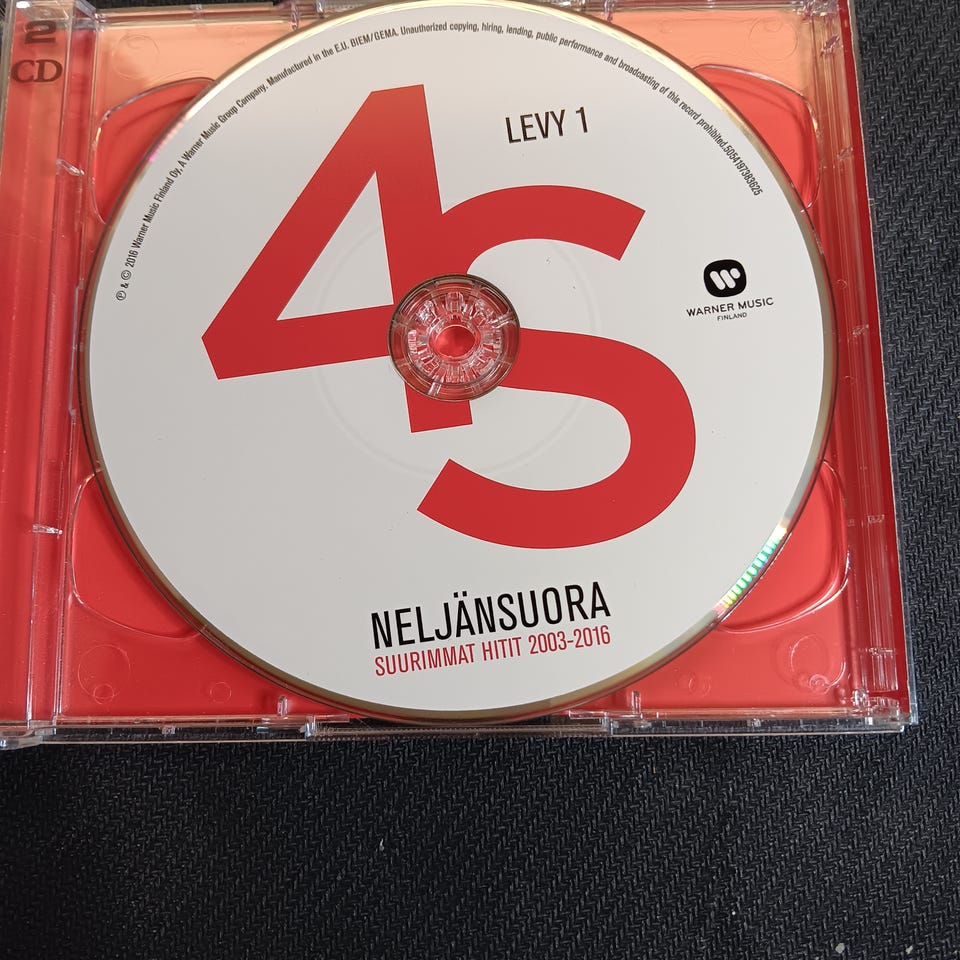 2
CD
℗ & © 2016 Warner Music Finland Oy, A Warner Music Group Company, Manufactured in the E.U. BIEM/GEMA. Unauthorized copying, hiring, lending, public performance and broadcasting of this record prohibited.5054197383625
LEVY 1
4S
WARNER MUSIC
FINLAND
NELJÄNSUORA
SUURIMMAT HITIT 2003-2016